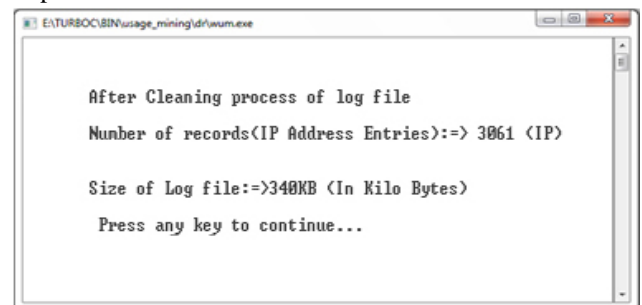 E:\TURBOC\BIN\usage_mining\dr\wum.exe
After Cleaning process of log file
Number of records(IP Address Entries):=> 3061 (IP)
Size of Log file:=>340KB (In Kilo Bytes)
Press any key to continue...